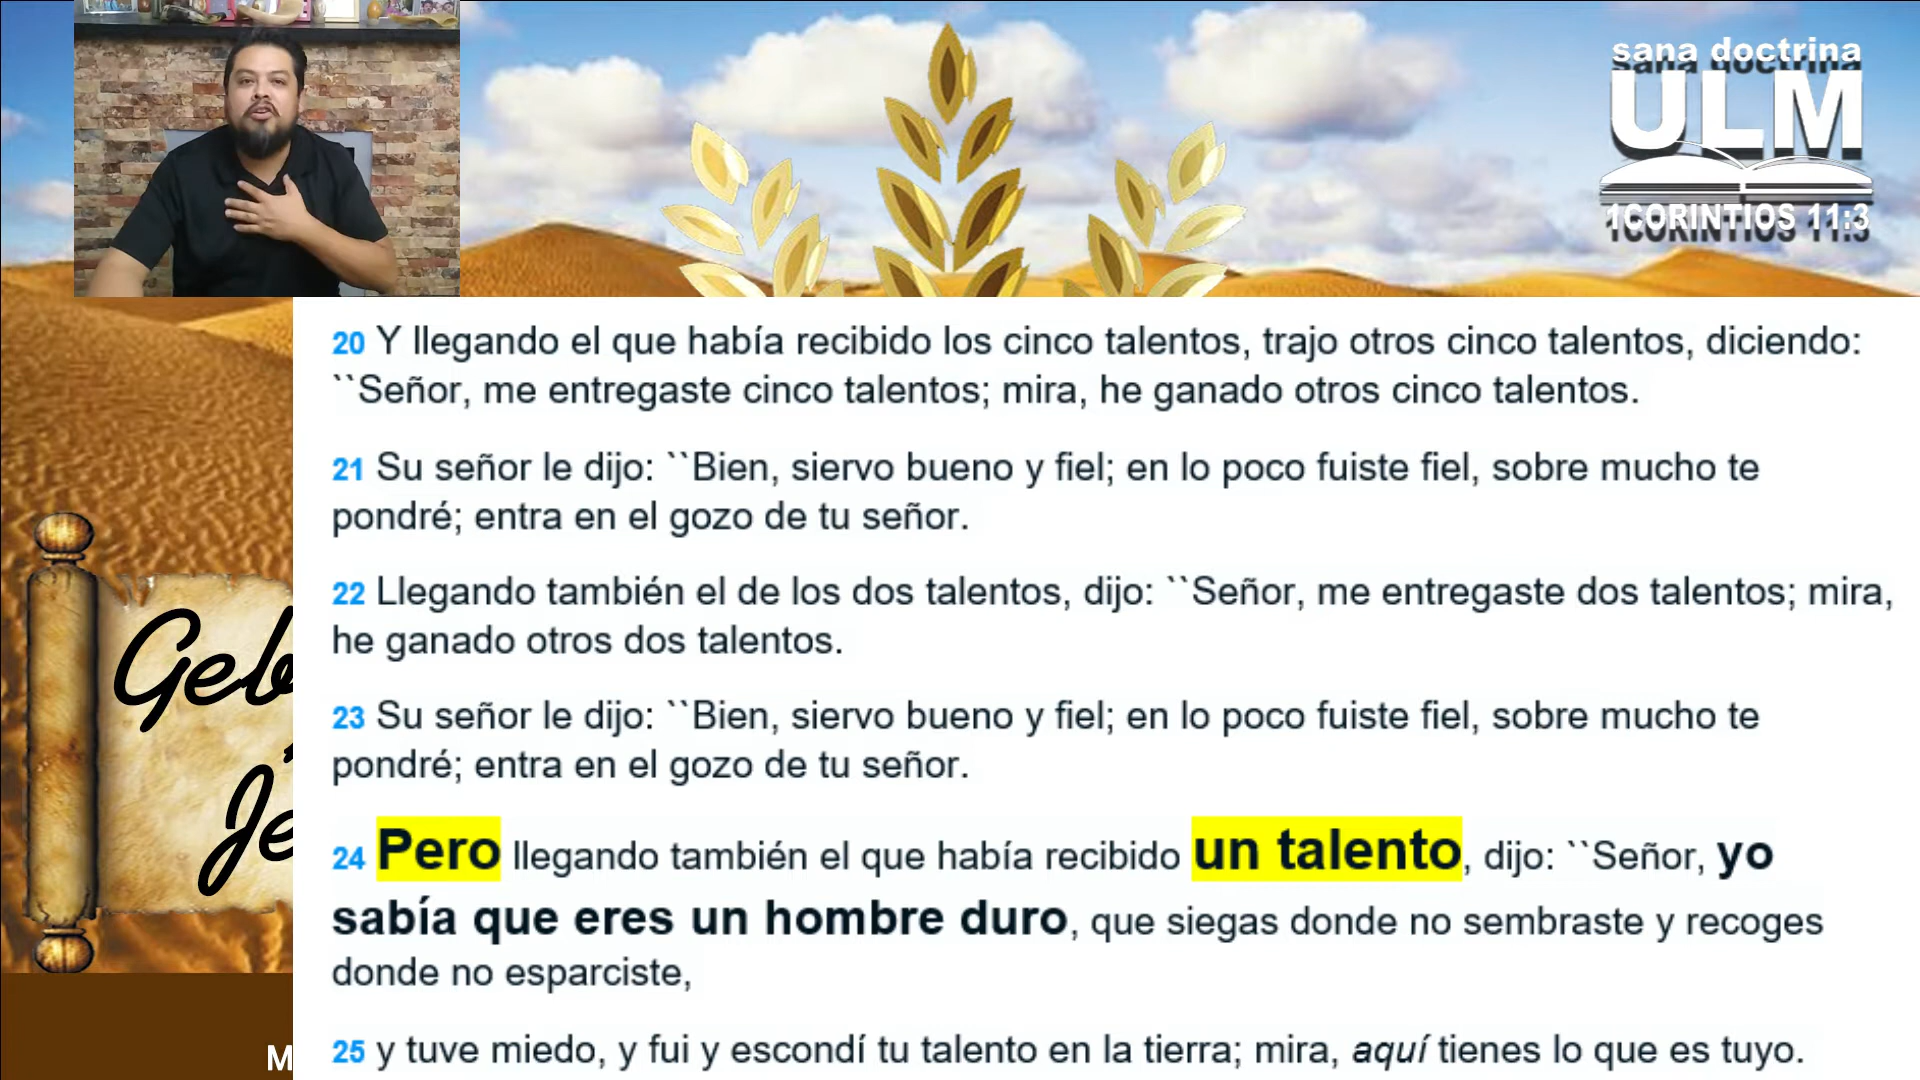 sana doctrina
ULM
1CORINTIOS 11:3
20 Y llegando el que había recibido los cinco talentos, trajo otros cinco talentos, diciendo:
``Señor, me entregaste cinco talentos; mira, he ganado otros cinco talentos.
21 Su señor le dijo: ``Bien, siervo bueno y fiel; en lo poco fuiste fiel, sobre mucho te
pondré; entra en el gozo de tu señor.
22 Llegando también el de los dos talentos, dijo: ``Señor, me entregaste dos talentos; mira,
he ganado otros dos talentos.
23 Su señor le dijo: ``Bien, siervo bueno y fiel; en lo poco fuiste fiel, sobre mucho te
pondré; entra en el gozo de tu señor.
24 Pero llegando también el que había recibido un talento, dijo: ``Señor, yo
sabía que eres un hombre duro, que siegas donde no sembraste y recoges
donde no esparciste,
25 y tuve miedo, y fui y escondí tu talento en la tierra; mira, aquí tienes lo que es tuyo.
Geb
Je
M